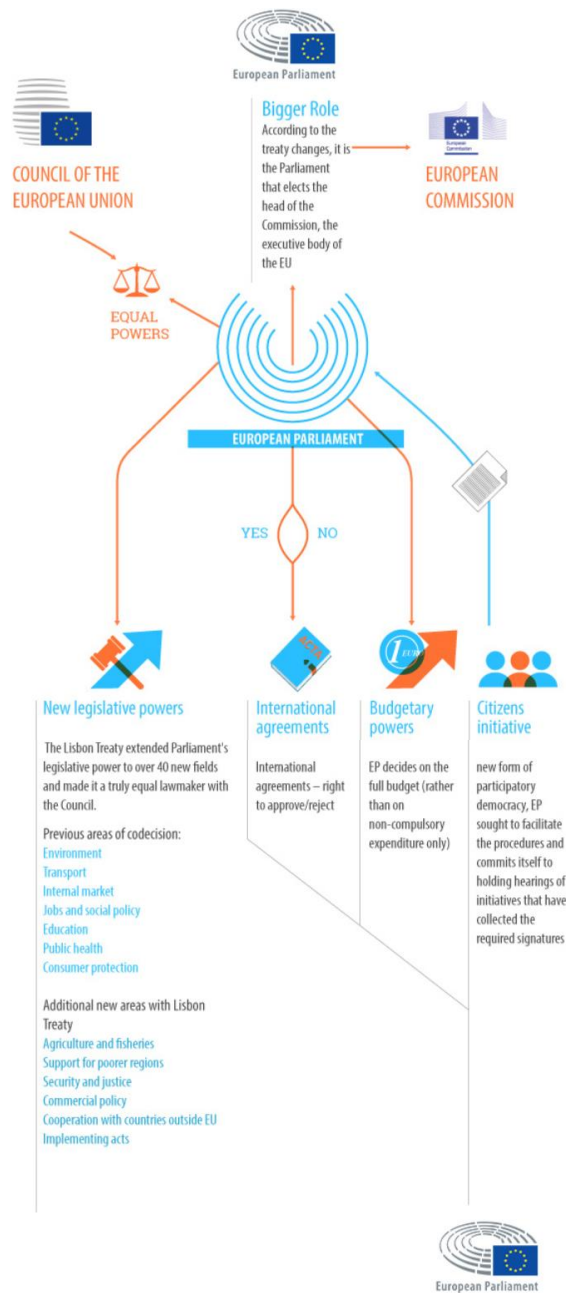 European Parliament
Bigger Role
According to the
treaty changes, it is
the Parliament
that elects the
head of the
Commission, the
executive body of
the EU
COUNCIL OF THE
EUROPEAN UNION
European
Commission
EUROPEAN
COMMISSION
EQUAL
POWERS
EUROPEAN PARLIAMENT
YES
NO
ACTA
1 EURO
New legislative powers
The Lisbon Treaty extended Parliament's
legislative power to over 40 new fields
and made it a truly equal lawmaker with
the Council.
Previous areas of codecision:
Environment
Transport
Internal market
Jobs and social policy
Education
Public health
Consumer protection
Additional new areas with Lisbon
Treaty
Agriculture and fisheries
Support for poorer regions
Security and justice
Commercial policy
Cooperation with countries outside EU
Implementing acts
International
agreements
International
agreements – right
to approve/reject
Budgetary
powers
EP decides on the
full budget (rather
than on
non-compulsory
expenditure only)
Citizens
initiative
new form of
participatory
democracy, EP
sought to facilitate
the procedures and
commits itself to
holding hearings of
initiatives that have
collected the
required signatures
European Parliament